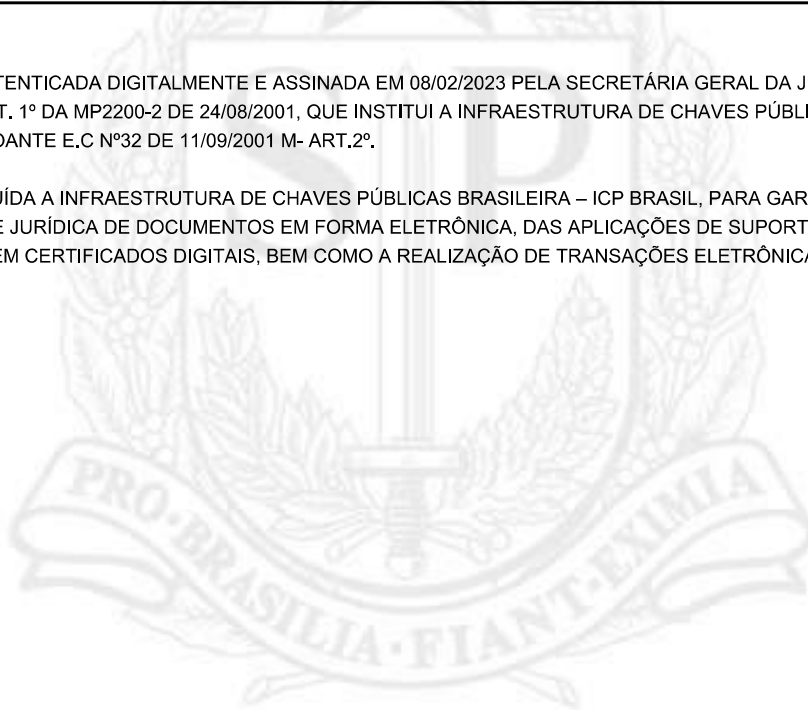 TENTICADA DIGITALMENTE E ASSINADA EM 08/02/2023 PELA SECRETÁRIA GERAL DA J
T. 1º DA MP2200-2 DE 24/08/2001, QUE INSTITUI A INFRAESTRUTURA DE CHAVES PÚBLI
DANTE E.C Nº32 DE 11/09/2001 M- ART.2º.
UÍDA A INFRAESTRUTURA DE CHAVES PÚBLICAS BRASILEIRA – ICP BRASIL, PARA GAR
E JURÍDICA DE DOCUMENTOS EM FORMA ELETRÔNICA, DAS APLICAÇÕES DE SUPORT
EM CERTIFICADOS DIGITAIS, BEM COMO A REALIZAÇÃO DE TRANSAÇÕES ELETRÔNICA
SP
PRO·BRASILIA·FIANT·EXIMIA